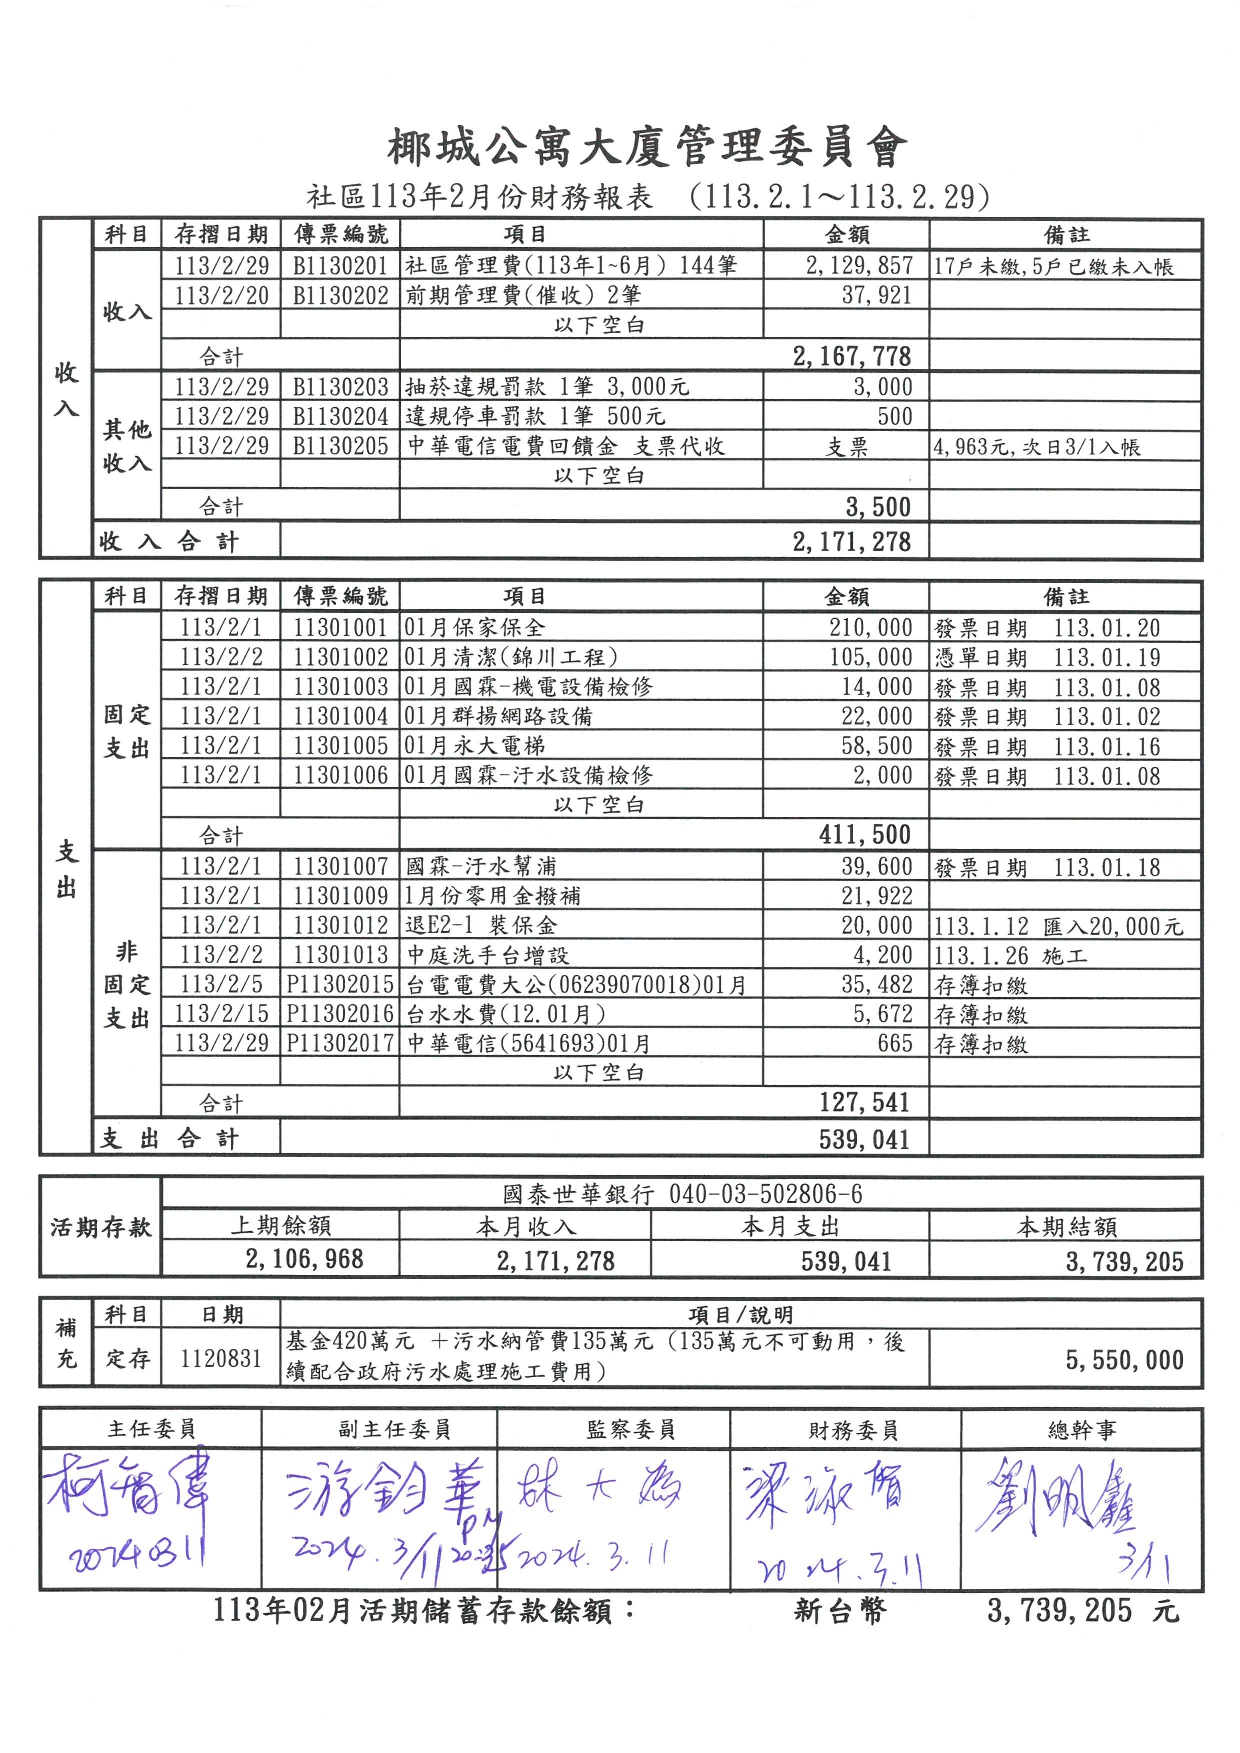 椰城公寓大廈管理委員會
社區113年2月份財務報表 （113.2.1～113.2.29）
收入
科目 存摺日期 傳票編號 項目 金額 備註
收入
113/2/29 B1130201 社區管理費(113年1~6月) 144筆 2,129,857 17戶未繳,5戶已繳未入帳
113/2/20 B1130202 前期管理費(催收) 2筆 37,921
以下空白
合計 2,167,778
其他收入
113/2/29 B1130203 抽菸違規罰款 1筆 3,000元 3,000
113/2/29 B1130204 違規停車罰款 1筆 500元 500
113/2/29 B1130205 中華電信電費回饋金 支票代收 支票 4,963元,次日3/1入帳
以下空白
合計 3,500
收入合計 2,171,278
支出
科目 存摺日期 傳票編號 項目 金額 備註
固定支出
113/2/1 11301001 01月保家保全 210,000 發票日期 113.01.20
113/2/2 11301002 01月清潔(錦川工程) 105,000 憑單日期 113.01.19
113/2/1 11301003 01月國霖-機電設備檢修 14,000 發票日期 113.01.08
113/2/1 11301004 01月群揚網路設備 22,000 發票日期 113.01.02
113/2/1 11301005 01月永大電梯 58,500 發票日期 113.01.16
113/2/1 11301006 01月國霖-汙水設備檢修 2,000 發票日期 113.01.08
以下空白
合計 411,500
非固定支出
113/2/1 11301007 國霖-汙水幫浦 39,600 發票日期 113.01.18
113/2/1 11301009 1月份零用金撥補 21,922
113/2/1 11301012 退E2-1 裝保金 20,000 113.1.12 匯入20,000元
113/2/2 11301013 中庭洗手台增設 4,200 113.1.26 施工
113/2/5 P11302015 台電電費大公(06239070018)01月 35,482 存簿扣繳
113/2/15 P11302016 台水水費(12.01月) 5,672 存簿扣繳
113/2/29 P11302017 中華電信(5641693)01月 665 存簿扣繳
以下空白
合計 127,541
支出合計 539,041
活期存款
國泰世華銀行 040-03-502806-6
上期餘額 本月收入 本月支出 本期結額
2,106,968 2,171,278 539,041 3,739,205
補充
科目 日期 項目/說明
定存 1120831 基金420萬元 ＋污水納管費135萬元（135萬元不可動用，後
續配合政府污水處理施工費用） 5,550,000
主任委員 副主任委員 監察委員 財務委員 總幹事
柯智偉 游鈞華 林大為 梁淑君 劉明鑫
20240311 2024.3/11 PM 2024.3.11 2024.3.11 3/11
113年02月活期儲蓄存款餘額： 新台幣 3,739,205 元